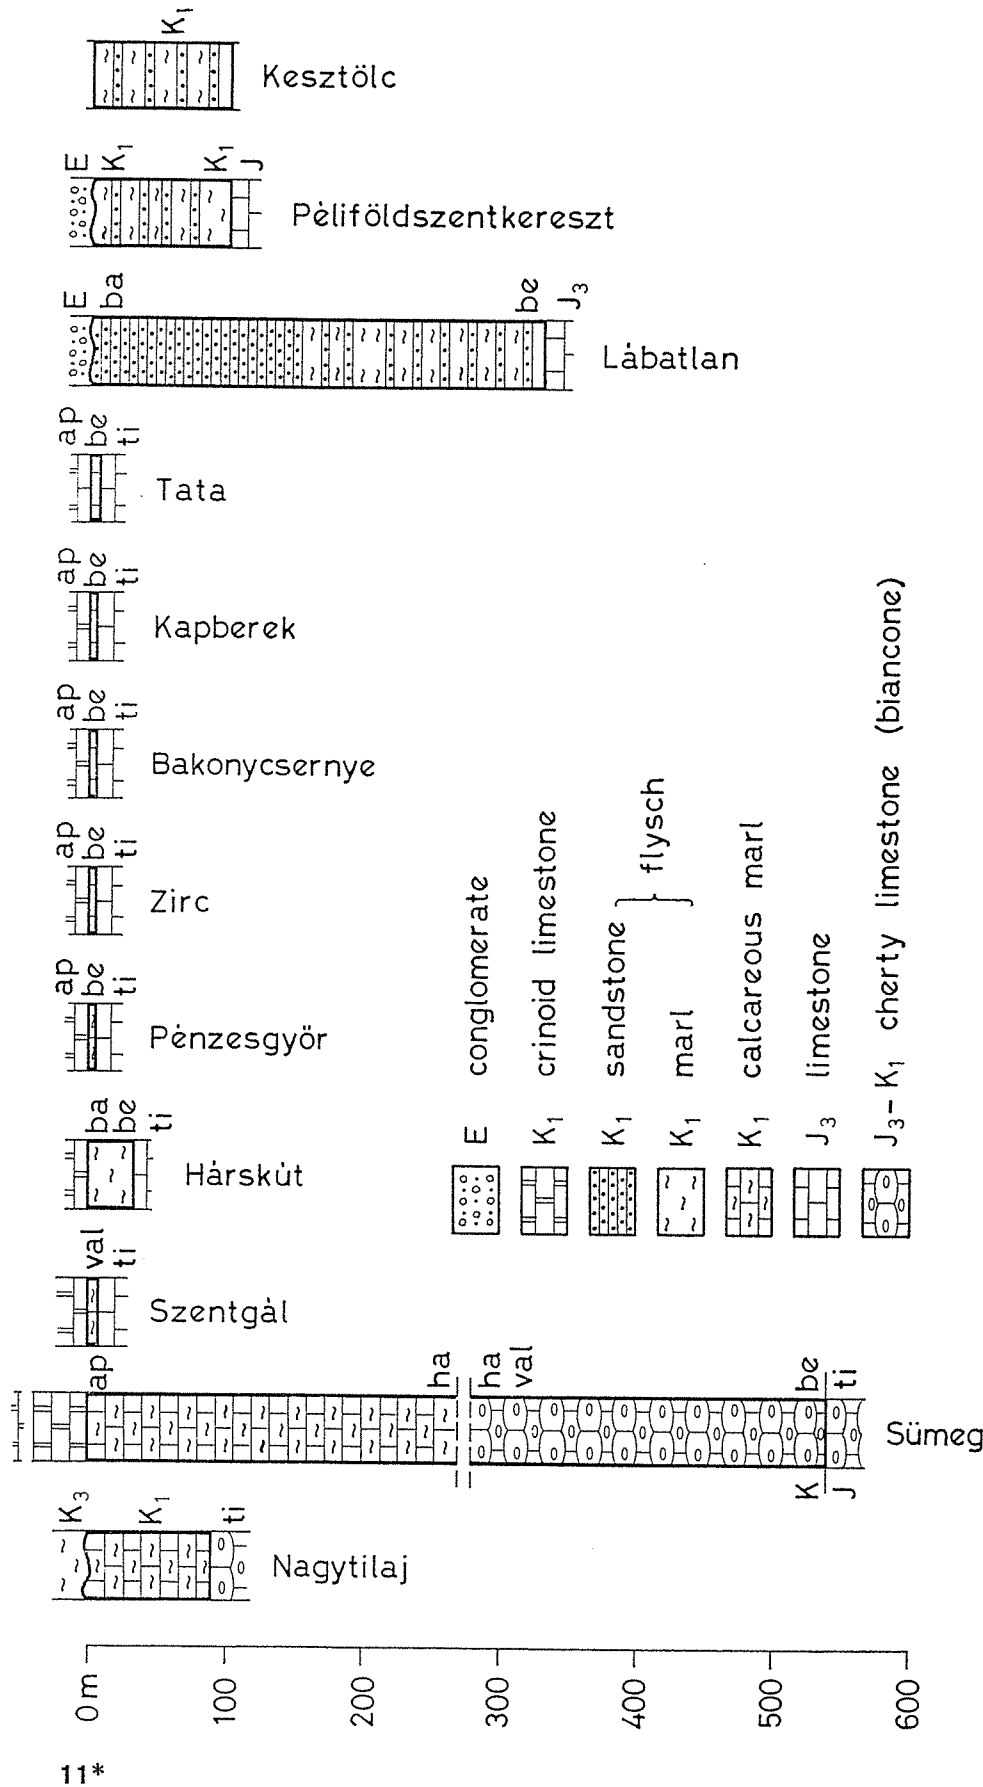 K1
Kesztölc
E
K1
K1
J
Péliföldszentkereszt
E
ba
be
J3
Lábatlan
ap
be
ti
Tata
ap
be
ti
Kapberek
ap
be
ti
Bakonycsernye
ap
be
ti
Zirc
ap
be
ti
Pénzesgyör
ba
be
ti
Hárskút
val
ti
Szentgál
ap
ha
ha
val
be
ti
K
J
Sümeg
K3
K1
ti
Nagytilaj
E conglomerate
K1 crinoid limestone
K1 sandstone
K1 marl
flysch
K1 calcareous marl
J3 limestone
J3-K1 cherty limestone (biancone)
0m
100
200
300
400
500
600
11*